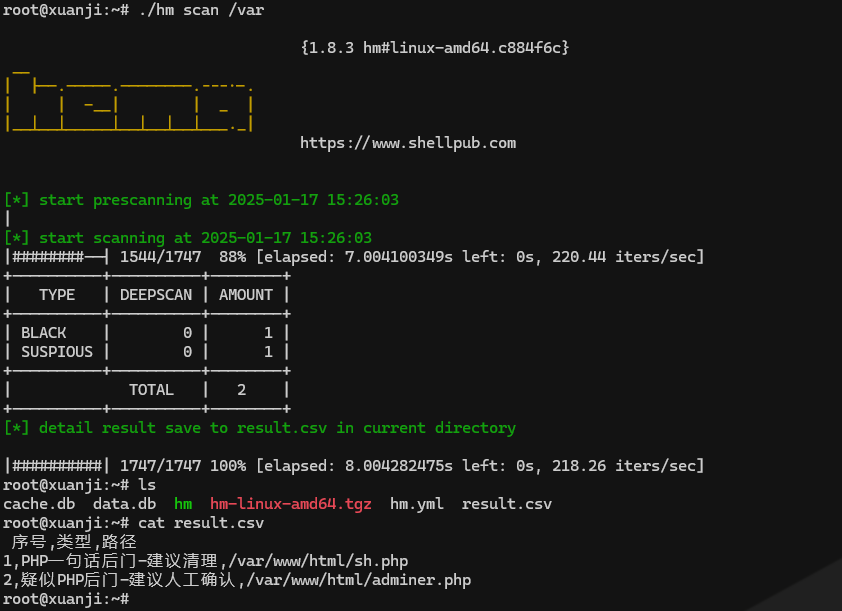 root@xuanji:~# ./hm scan /var
{1.8.3 hm#linux-amd64.c884f6c}
hema
https://www.shellpub.com
[*] start prescanning at 2025-01-17 15:26:03
|
[*] start scanning at 2025-01-17 15:26:03
|########——| 1544/1747  88% [elapsed: 7.004100349s left: 0s, 220.44 iters/sec]
+——————————+——————————+————————+
|   TYPE   | DEEPSCAN | AMOUNT |
+——————————+——————————+————————+
| BLACK    |        0 |      1 |
| SUSPIOUS |        0 |      1 |
+——————————+——————————+————————+
|             TOTAL   |   2    |
+——————————+——————————+————————+
[*] detail result save to result.csv in current directory
|##########| 1747/1747 100% [elapsed: 8.004282475s left: 0s, 218.26 iters/sec]
root@xuanji:~# ls
cache.db  data.db  hm  hm-linux-amd64.tgz  hm.yml  result.csv
root@xuanji:~# cat result.csv
序号,类型,路径
1,PHP一句话后门-建议清理,/var/www/html/sh.php
2,疑似PHP后门-建议人工确认,/var/www/html/adminer.php
root@xuanji:~#